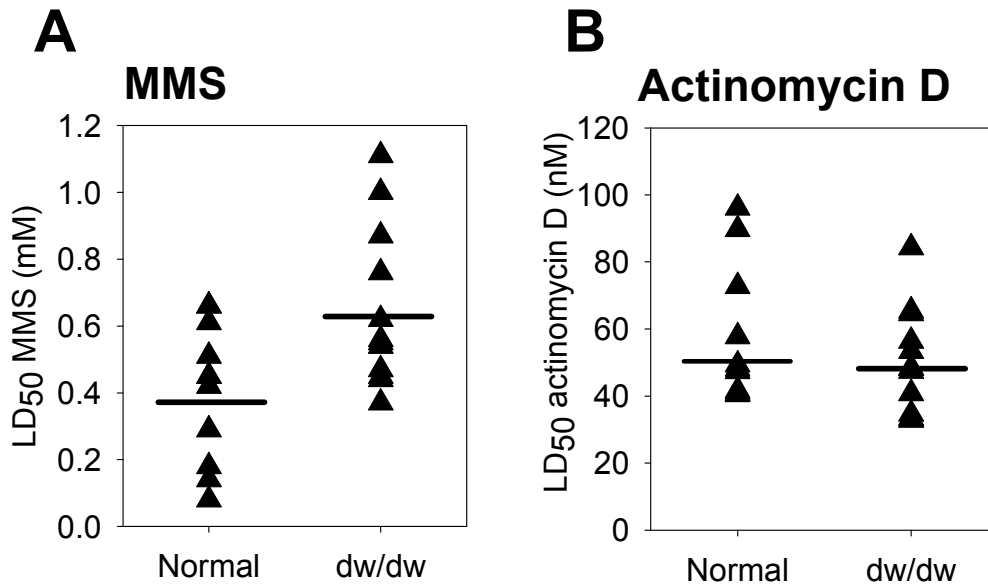 A
MMS
LD50 MMS (mM)
1.2
1.0
0.8
0.6
0.4
0.2
0.0
Normal dw/dw
B
Actinomycin D
LD50 actinomycin D (nM)
120
100
80
60
40
20
0
Normal dw/dw